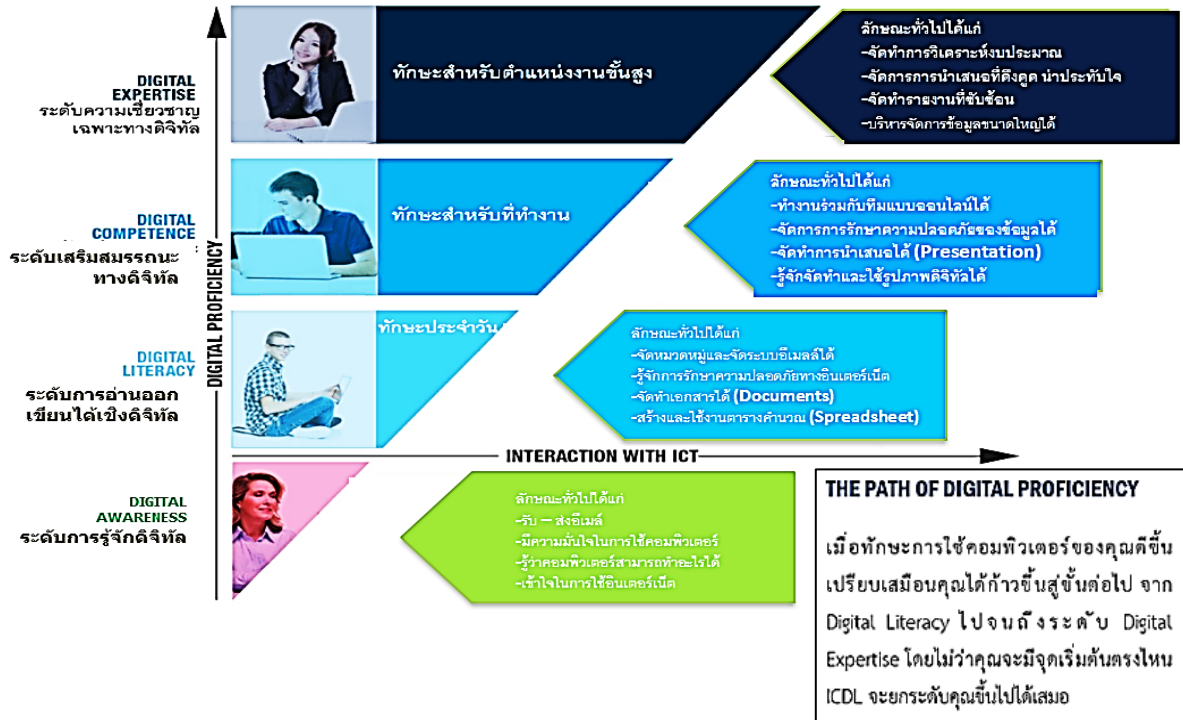 DIGITAL
EXPERTISE
ระดับความเชี่ยวชาญ
เฉพาะทางดิจิทัล
ทักษะสำหรับตำแหน่งงานขั้นสูง
ลักษณะทั่วไปได้แก่
-จัดทำการวิเคราะห์งบประมาณ
-จัดการการนำเสนอที่ดึงดูด น่าประทับใจ
-จัดทำรายงานที่ซับซ้อน
-บริหารจัดการข้อมูลขนาดใหญ่ได้
DIGITAL
COMPETENCE
ระดับเสริมสมรรถนะ
ทางดิจิทัล
ทักษะสำหรับที่ทำงาน
ลักษณะทั่วไปได้แก่
-ทำงานร่วมกับทีมแบบออนไลน์ได้
-จัดการการรักษาความปลอดภัยของข้อมูลได้
-จัดทำการนำเสนอได้ (Presentation)
-รู้จักจัดทำและใช้รูปภาพดิจิทัลได้
DIGITAL PROFICIENCY
DIGITAL
LITERACY
ระดับการอ่านออก
เขียนได้เชิงดิจิทัล
ทักษะประจำวัน
ลักษณะทั่วไปได้แก่
-จัดหมวดหมู่และจัดระบบอีเมลล์ได้
-รู้จักการรักษาความปลอดภัยทางอินเตอร์เน็ต
-จัดทำเอกสารได้ (Documents)
-สร้างและใช้งานตารางคำนวณ (Spreadsheet)
INTERACTION WITH ICT
DIGITAL
AWARENESS
ระดับการรู้จักดิจิทัล
ลักษณะทั่วไปได้แก่
-รับ – ส่งอีเมล์
-มีความมั่นใจในการใช้คอมพิวเตอร์
-รู้ว่าคอมพิวเตอร์สามารถทำอะไรได้
-เข้าใจในการใช้อินเตอร์เน็ต
THE PATH OF DIGITAL PROFICIENCY
เมื่อทักษะการใช้คอมพิวเตอร์ของคุณดีขึ้น
เปรียบเสมือนคุณได้ก้าวขึ้นสู่ขั้นต่อไป จาก
Digital Literacy ไปจนถึงระดับ Digital
Expertise โดยไม่ว่าคุณจะมีจุดเริ่มต้นตรงไหน
ICDL จะยกระดับคุณขึ้นไปได้เสมอ